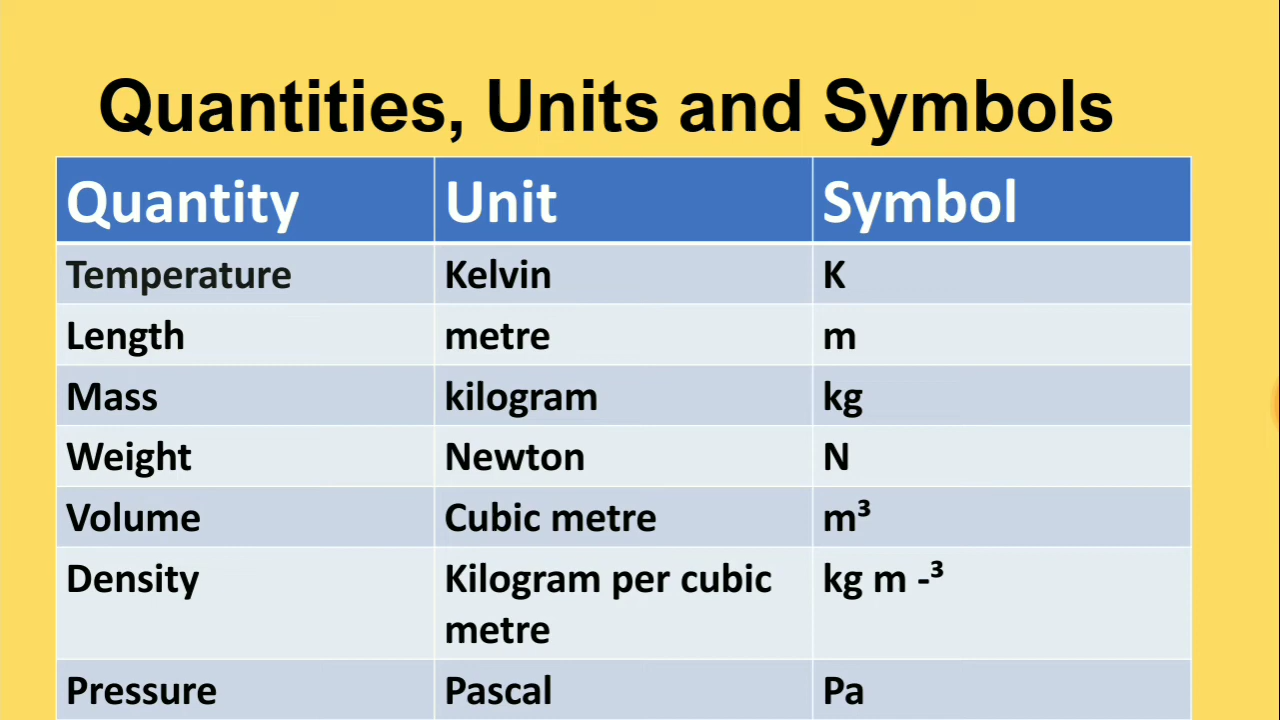 Quantities, Units and Symbols
Quantity Unit Symbol
Temperature Kelvin K
Length metre m
Mass kilogram kg
Weight Newton N
Volume Cubic metre m³
Density Kilogram per cubic kg m -³
metre
Pressure Pascal Pa